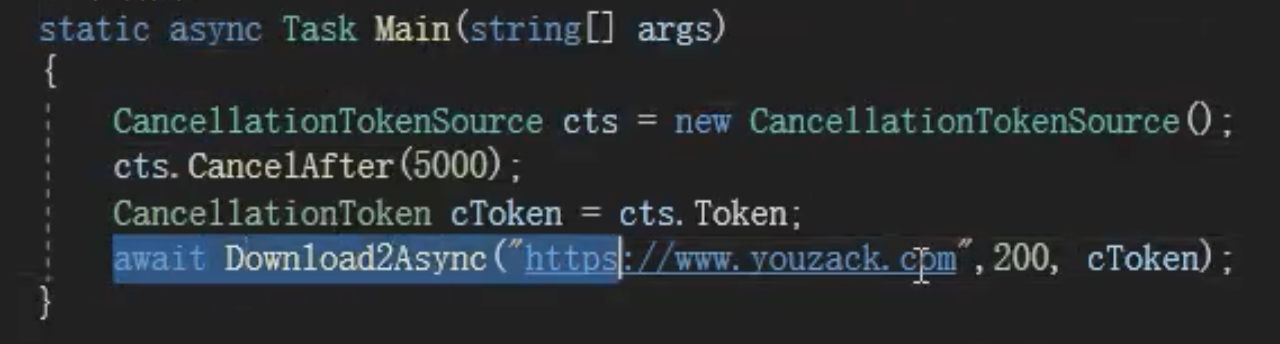 static async Task Main(string[] args)
{
CancellationTokenSource cts = new CancellationTokenSource();
cts.CancelAfter(5000);
CancellationToken cToken = cts.Token;
await Download2Async("https://www.youzack.com",200, cToken);
}